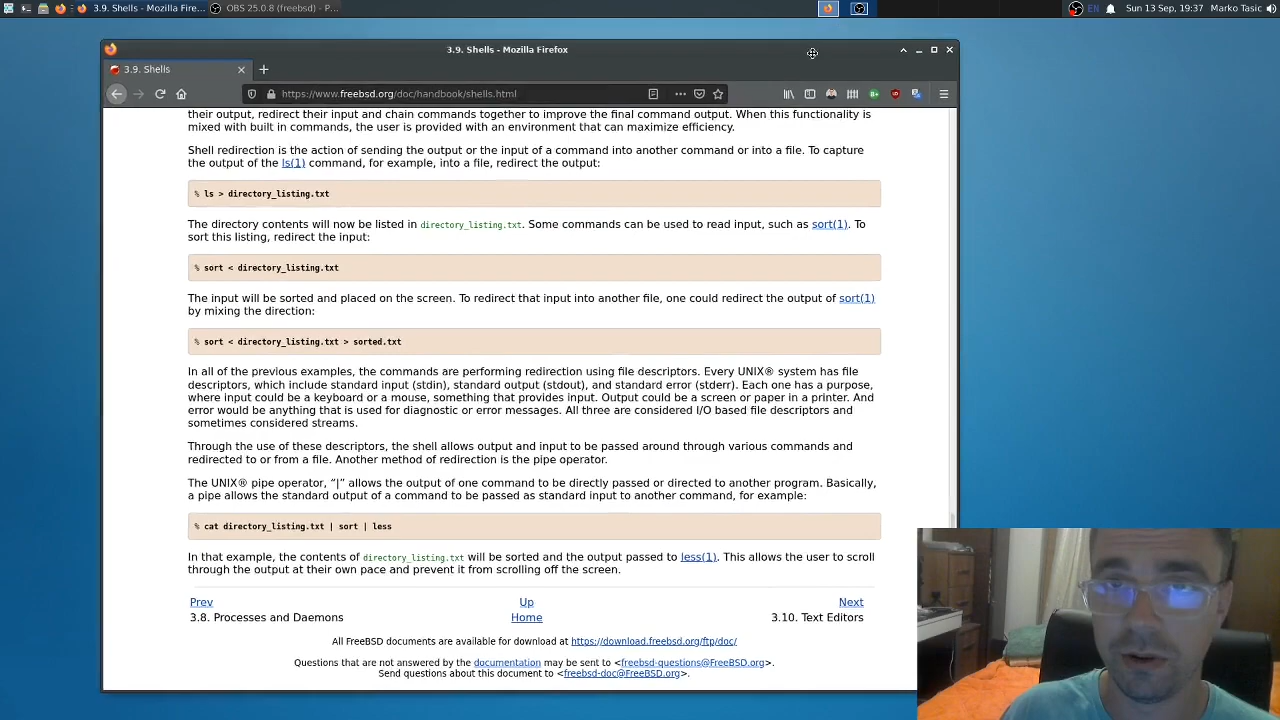 3.9. Shells - Mozilla Fire...
OBS 25.0.8 (freebsd) - P...
EN
Sun 13 Sep, 19:37
Marko Tasic
3.9. Shells - Mozilla Firefox
3.9. Shells
https://www.freebsd.org/doc/handbook/shells.html
their output, redirect their input and chain commands together to improve the final command output. When this functionality is
mixed with built in commands, the user is provided with an environment that can maximize efficiency.
Shell redirection is the action of sending the output or the input of a command into another command or into a file. To capture
the output of the ls(1) command, for example, into a file, redirect the output:
% ls > directory_listing.txt
The directory contents will now be listed in directory_listing.txt. Some commands can be used to read input, such as sort(1). To
sort this listing, redirect the input:
% sort < directory_listing.txt
The input will be sorted and placed on the screen. To redirect that input into another file, one could redirect the output of sort(1)
by mixing the direction:
% sort < directory_listing.txt > sorted.txt
In all of the previous examples, the commands are performing redirection using file descriptors. Every UNIX® system has file
descriptors, which include standard input (stdin), standard output (stdout), and standard error (stderr). Each one has a purpose,
where input could be a keyboard or a mouse, something that provides input. Output could be a screen or paper in a printer. And
error would be anything that is used for diagnostic or error messages. All three are considered I/O based file descriptors and
sometimes considered streams.
Through the use of these descriptors, the shell allows output and input to be passed around through various commands and
redirected to or from a file. Another method of redirection is the pipe operator.
The UNIX® pipe operator, “|” allows the output of one command to be directly passed or directed to another program. Basically,
a pipe allows the standard output of a command to be passed as standard input to another command, for example:
% cat directory_listing.txt | sort | less
In that example, the contents of directory_listing.txt will be sorted and the output passed to less(1). This allows the user to scroll
through the output at their own pace and prevent it from scrolling off the screen.
Prev
Up
Next
3.8. Processes and Daemons
Home
3.10. Text Editors
All FreeBSD documents are available for download at https://download.freebsd.org/ftp/doc/
Questions that are not answered by the documentation may be sent to <freebsd-questions@FreeBSD.org>.
Send questions about this document to <freebsd-doc@FreeBSD.org>.